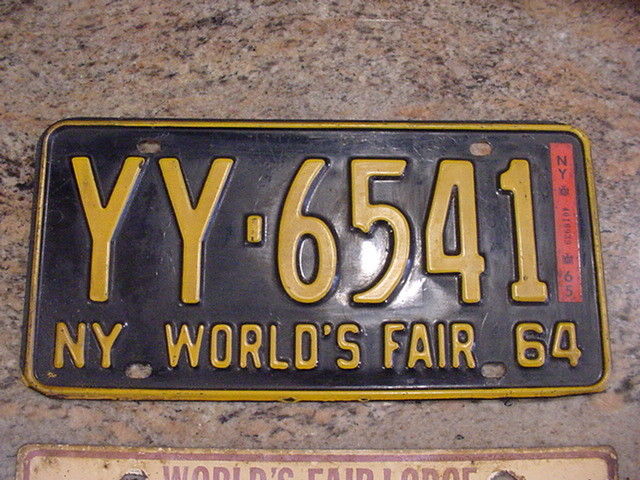 YY-6541
NY WORLD'S FAIR 64
NY 65
WORLD'S FAIR LODGE